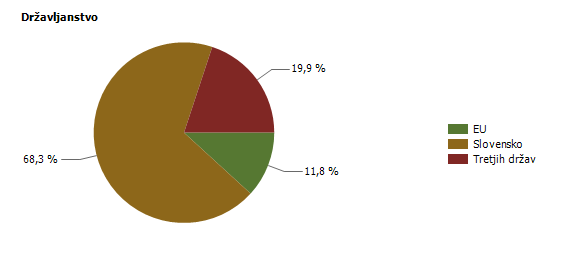 Državljanstvo
19,9 %
68,3 %
11,8 %
EU
Slovensko
Tretjih držav